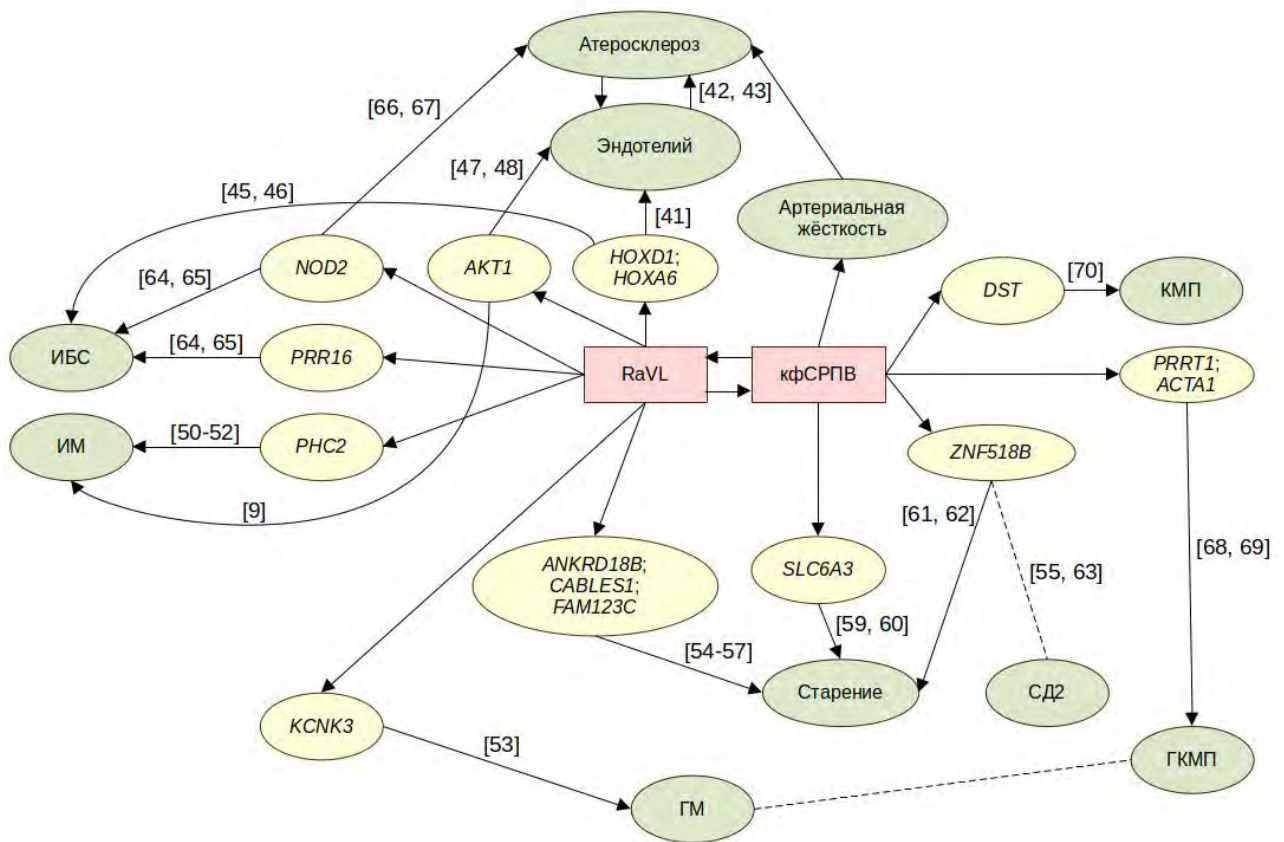 Атеросклероз
[66, 67]
[42, 43]
Эндотелий
[47, 48]
[45, 46]
[41]
Артериальная
жёсткость
NOD2
AKT1
HOXD1;
HOXA6
[64, 65]
DST
[70]
КМП
ИБС
[64, 65]
PRR16
RaVL
кфСРПВ
PRRT1;
ACTA1
ИМ
[50-52]
PHC2
ZNF518B
[9]
[61, 62]
[68, 69]
ANKRD18B;
CABLES1;
FAM123C
SLC6A3
[55, 63]
[59, 60]
[54-57]
Старение
СД2
KCNK3
[53]
ГКМП
ГМ